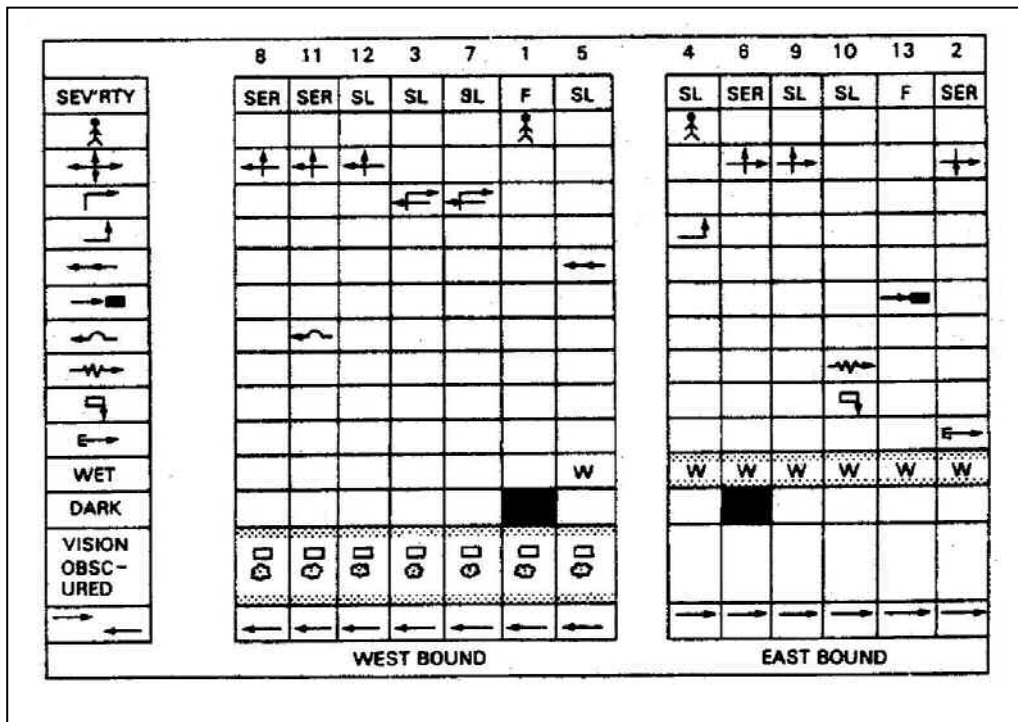 8 11 12 3 7 1 5 4 6 9 10 13 2
SEV'RTY SER SER SL SL SL F SL SL SER SL SL F SER
E
WET W W W W W W W
DARK
VISION
OBSC-
URED
WEST BOUND EAST BOUND